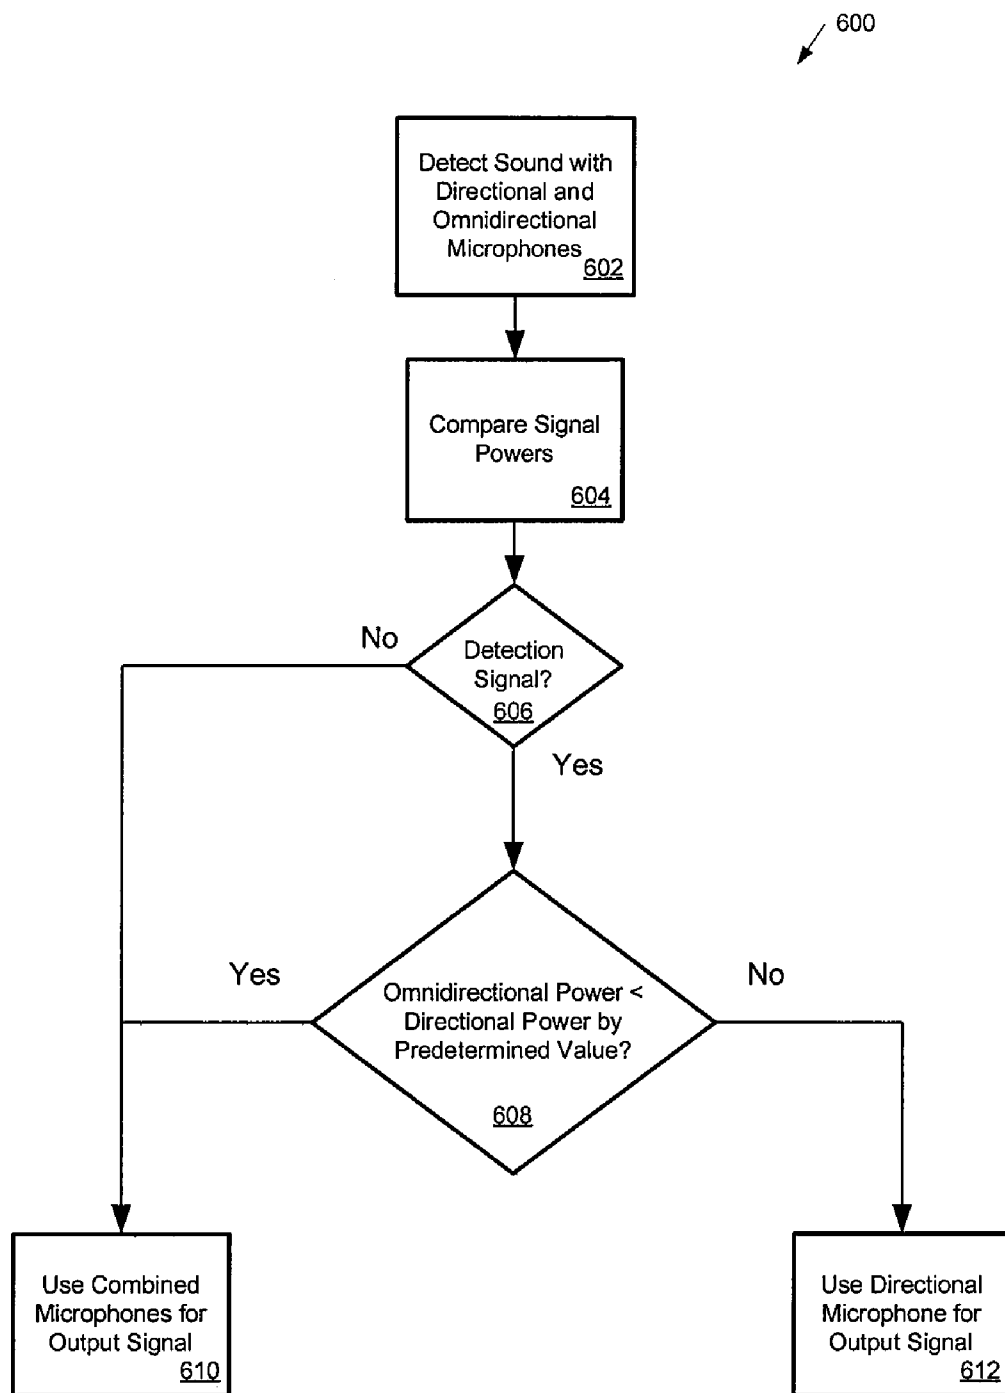 600
Detect Sound with
Directional and
Omnidirectional
Microphones
602
Compare Signal
Powers
604
No
Detection
Signal?
606
Yes
Yes
No
Omnidirectional Power <
Directional Power by
Predetermined Value?
608
Use Combined
Microphones for
Output Signal
610
Use Directional
Microphone for
Output Signal
612